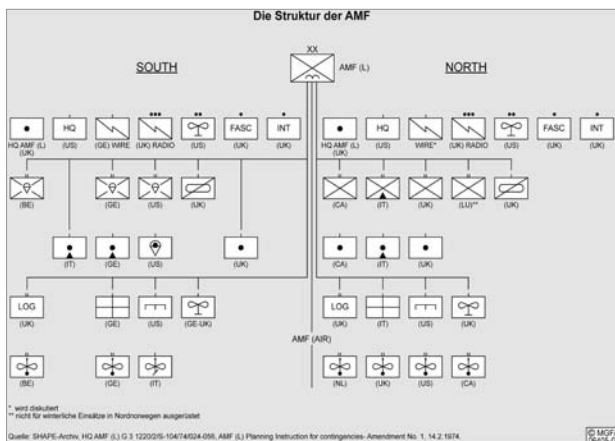 Die Struktur der AMF
XX
SOUTH
AMF (L)
NORTH
HQ
FASC
INT
HQ
FASC
INT
HQ AMF (L) (US) (GE) WIRE (UK) RADIO (US) (UK) (UK)
(UK)
HQ AMF (L) (US) WIRE* (UK) RADIO (US) (UK) (UK)
(UK)
(BE) (GE) (US) (UK)
(CA) (IT) (UK) (LU)** (UK)
(IT) (GE) (US) (UK)
(CA) (IT) (UK)
LOG
LOG
(UK) (GE) (US) (GE-UK)
(UK) (IT) (US) (UK)
AMF (AIR)
(BE) (GE) (IT)
(NL) (UK) (US) (CA)
* wird diskutiert
** nicht für winterliche Einsätze in Nordnorwegen ausgerüstet
Quelle: SHAPE-Archiv, HQ AMF (L) G 3 1220/2/S-104/74/024-058, AMF (L) Planning Instruction for contingencies- Amendment No. 1, 14.2.1974.
© MGFA